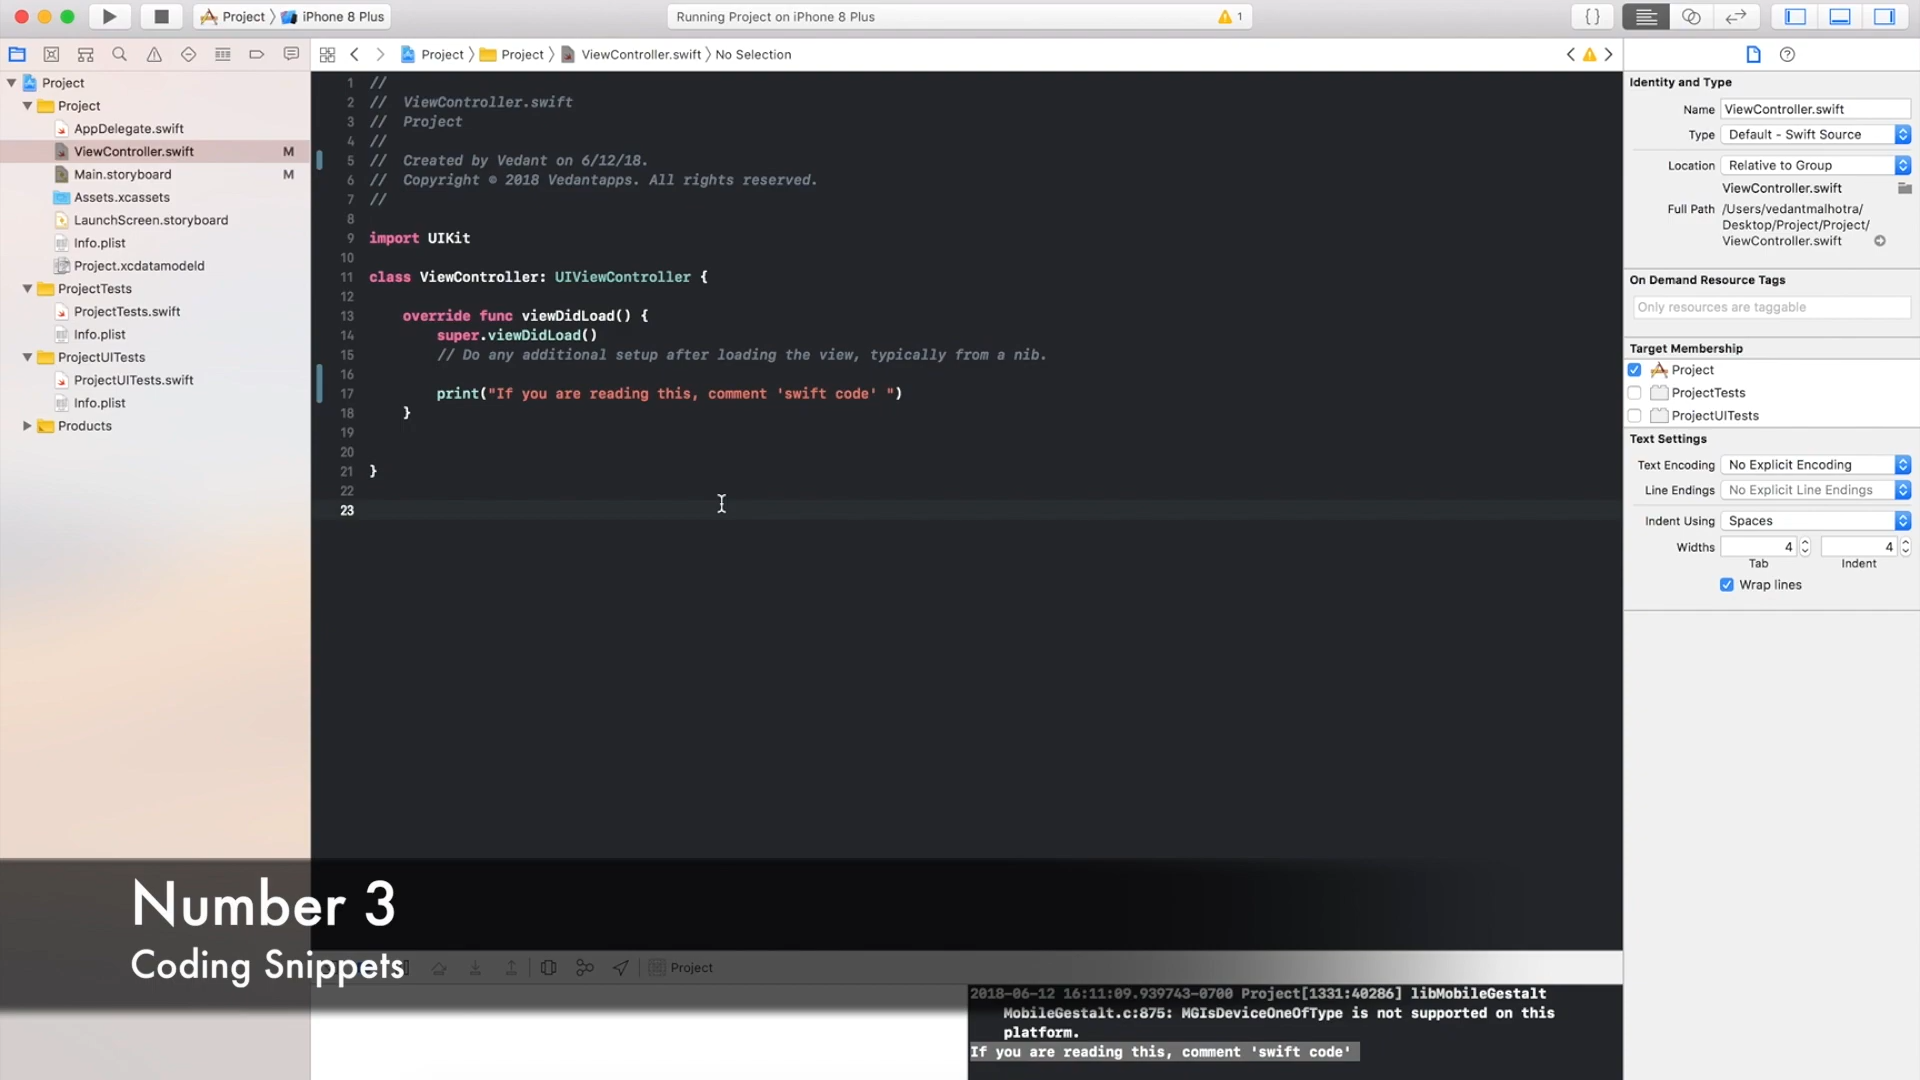 Project
iPhone 8 Plus
Running Project on iPhone 8 Plus
1
Project
Project
ViewController.swift
No Selection
Project
Project
AppDelegate.swift
ViewController.swift M
Main.storyboard M
Assets.xcassets
LaunchScreen.storyboard
Info.plist
Project.xcdatamodeld
ProjectTests
ProjectTests.swift
Info.plist
ProjectUITests
ProjectUITests.swift
Info.plist
Products
1 //
2 //  ViewController.swift
3 //  Project
4 //
5 //  Created by Vedant on 6/12/18.
6 //  Copyright © 2018 Vedantapps. All rights reserved.
7 //
8
9 import UIKit
10
11 class ViewController: UIViewController {
12
13 override func viewDidLoad() {
14 super.viewDidLoad()
15 // Do any additional setup after loading the view, typically from a nib.
16
17 print("If you are reading this, comment 'swift code' ")
18 }
19
20
21 }
22
23
Identity and Type
Name ViewController.swift
Type Default - Swift Source
Location Relative to Group
ViewController.swift
Full Path /Users/vedantmalhotra/
Desktop/Project/Project/
ViewController.swift
On Demand Resource Tags
Only resources are taggable
Target Membership
Project
ProjectTests
ProjectUITests
Text Settings
Text Encoding No Explicit Encoding
Line Endings No Explicit Line Endings
Indent Using Spaces
Widths 4 4
Tab Indent
Wrap lines
Number 3
Coding Snippets
Project
2018-06-12 16:11:09.939743-0700 Project[1331:40286] libMobileGestalt
MobileGestalt.c:875: MGIsDeviceOneOfType is not supported on this
platform.
If you are reading this, comment 'swift code'